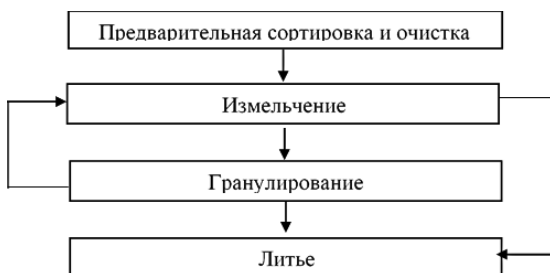 Предварительная сортировка и очистка
Измельчение
Гранулирование
Литье